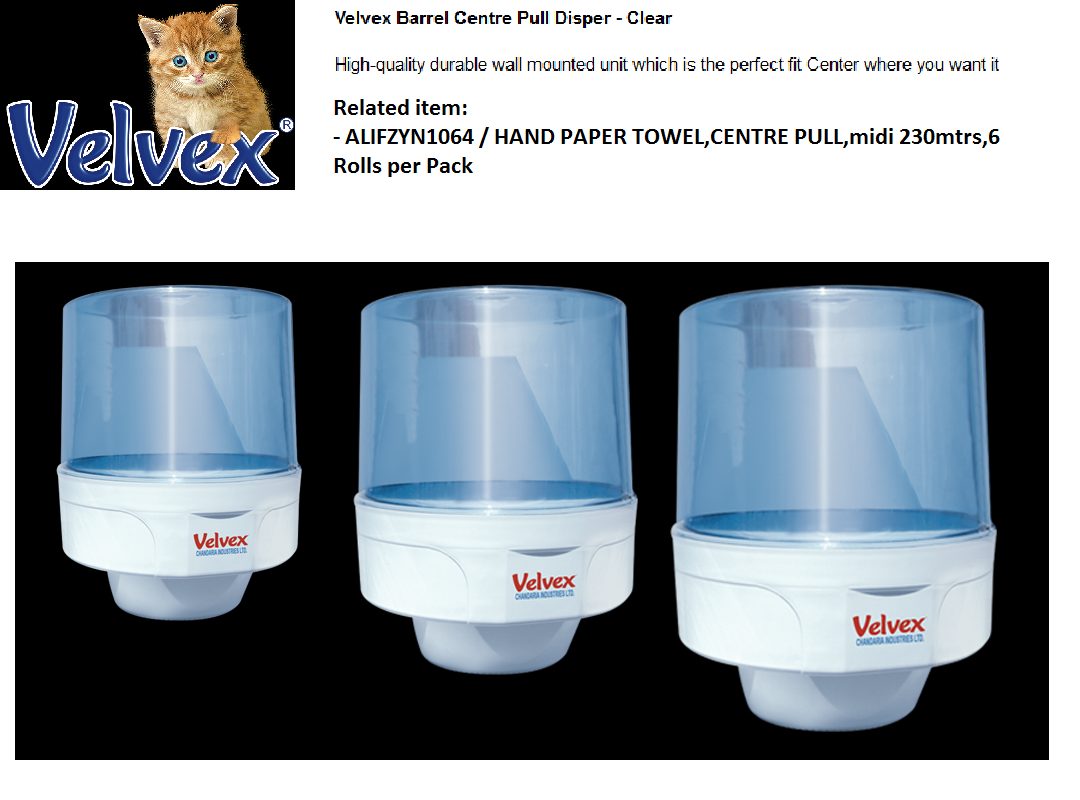 Velvex Barrel Centre Pull Disper - Clear
Velvex®
High-quality durable wall mounted unit which is the perfect fit Center where you want it
Related item:
- ALIFZYN1064 / HAND PAPER TOWEL,CENTRE PULL,midi 230mtrs,6
Rolls per Pack
Velvex
CHANDARIA INDUSTRIES LTD.
Velvex
CHANDARIA INDUSTRIES LTD.
Velvex
CHANDARIA INDUSTRIES LTD.